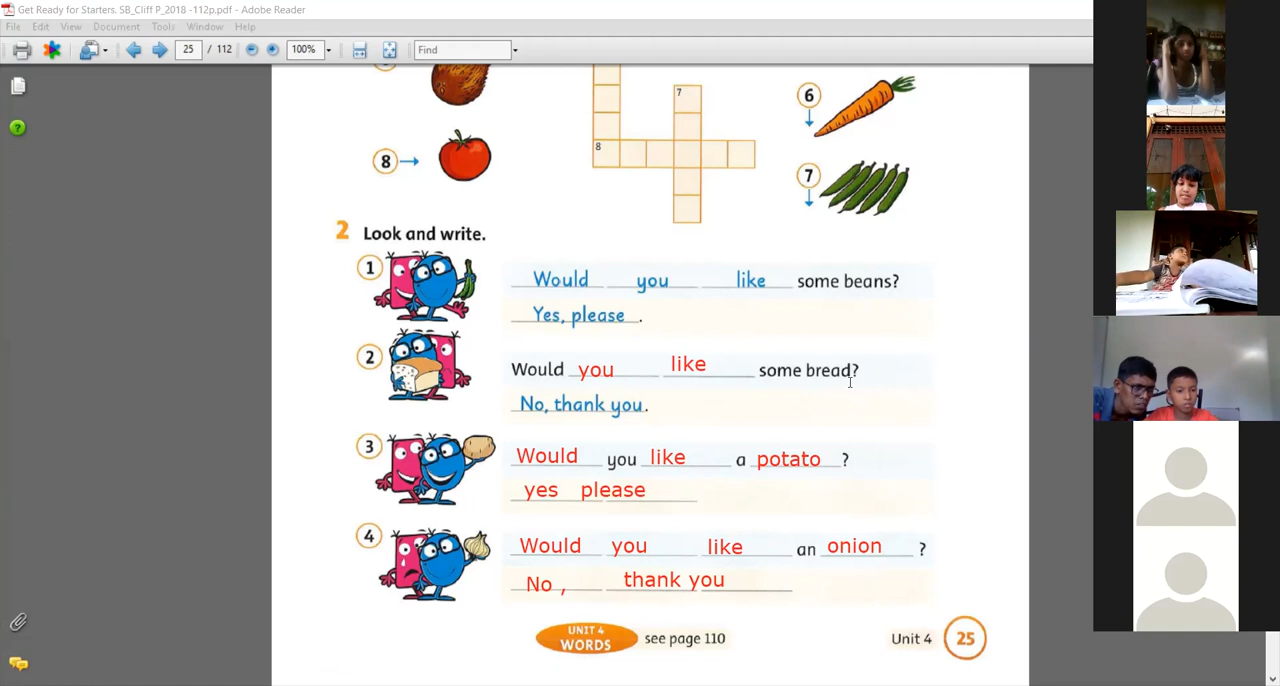 Get Ready for Starters. SB_Cliff P_2018 -112p.pdf - Adobe Reader
File Edit View Document Tools Window Help
25 / 112 100% Find
7
6
8
8
7
2 Look and write.
1
Would you like some beans?
Yes, please.
2
Would you like some bread?
No, thank you.
3
Would you like a potato ?
yes please
4
Would you like an onion ?
No , thank you
UNIT 4
WORDS see page 110 Unit 4 25